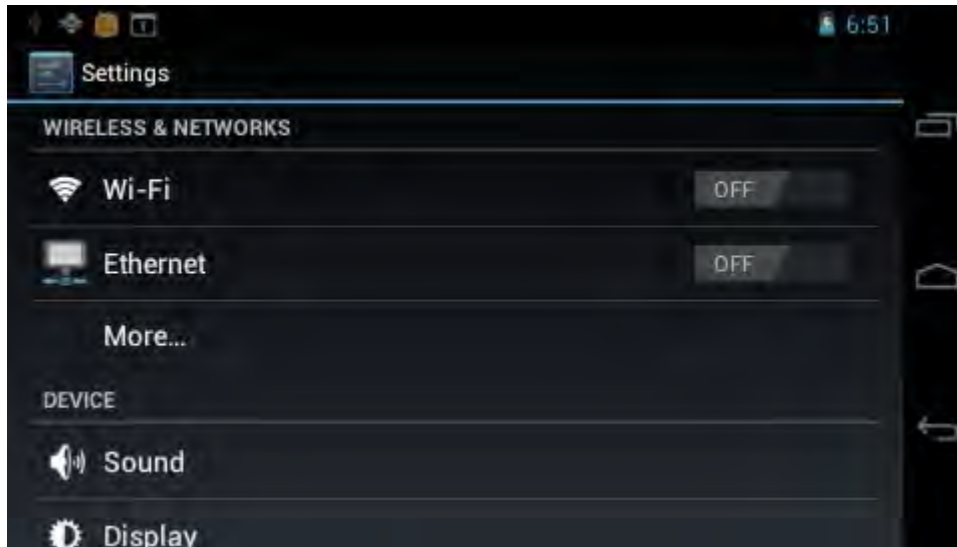 6:51
Settings
WIRELESS & NETWORKS
Wi-Fi
OFF
Ethernet
OFF
More...
DEVICE
Sound
Display